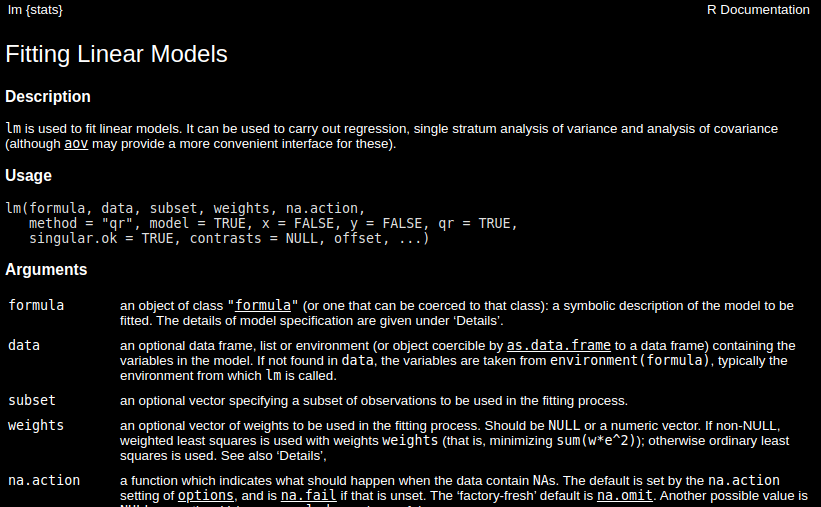 lm {stats}
R Documentation
Fitting Linear Models
Description
lm is used to fit linear models. It can be used to carry out regression, single stratum analysis of variance and analysis of covariance
(although aov may provide a more convenient interface for these).
Usage
lm(formula, data, subset, weights, na.action,
method = "qr", model = TRUE, x = FALSE, y = FALSE, qr = TRUE,
singular.ok = TRUE, contrasts = NULL, offset, ...)
Arguments
formula
an object of class "formula" (or one that can be coerced to that class): a symbolic description of the model to be
fitted. The details of model specification are given under ‘Details’.
data
an optional data frame, list or environment (or object coercible by as.data.frame to a data frame) containing the
variables in the model. If not found in data, the variables are taken from environment(formula), typically the
environment from which lm is called.
subset
an optional vector specifying a subset of observations to be used in the fitting process.
weights
an optional vector of weights to be used in the fitting process. Should be NULL or a numeric vector. If non-NULL,
weighted least squares is used with weights weights (that is, minimizing sum(w*e^2)); otherwise ordinary least
squares is used. See also ‘Details’,
na.action
a function which indicates what should happen when the data contain NAs. The default is set by the na.action
setting of options, and is na.fail if that is unset. The ‘factory-fresh’ default is na.omit. Another possible value is